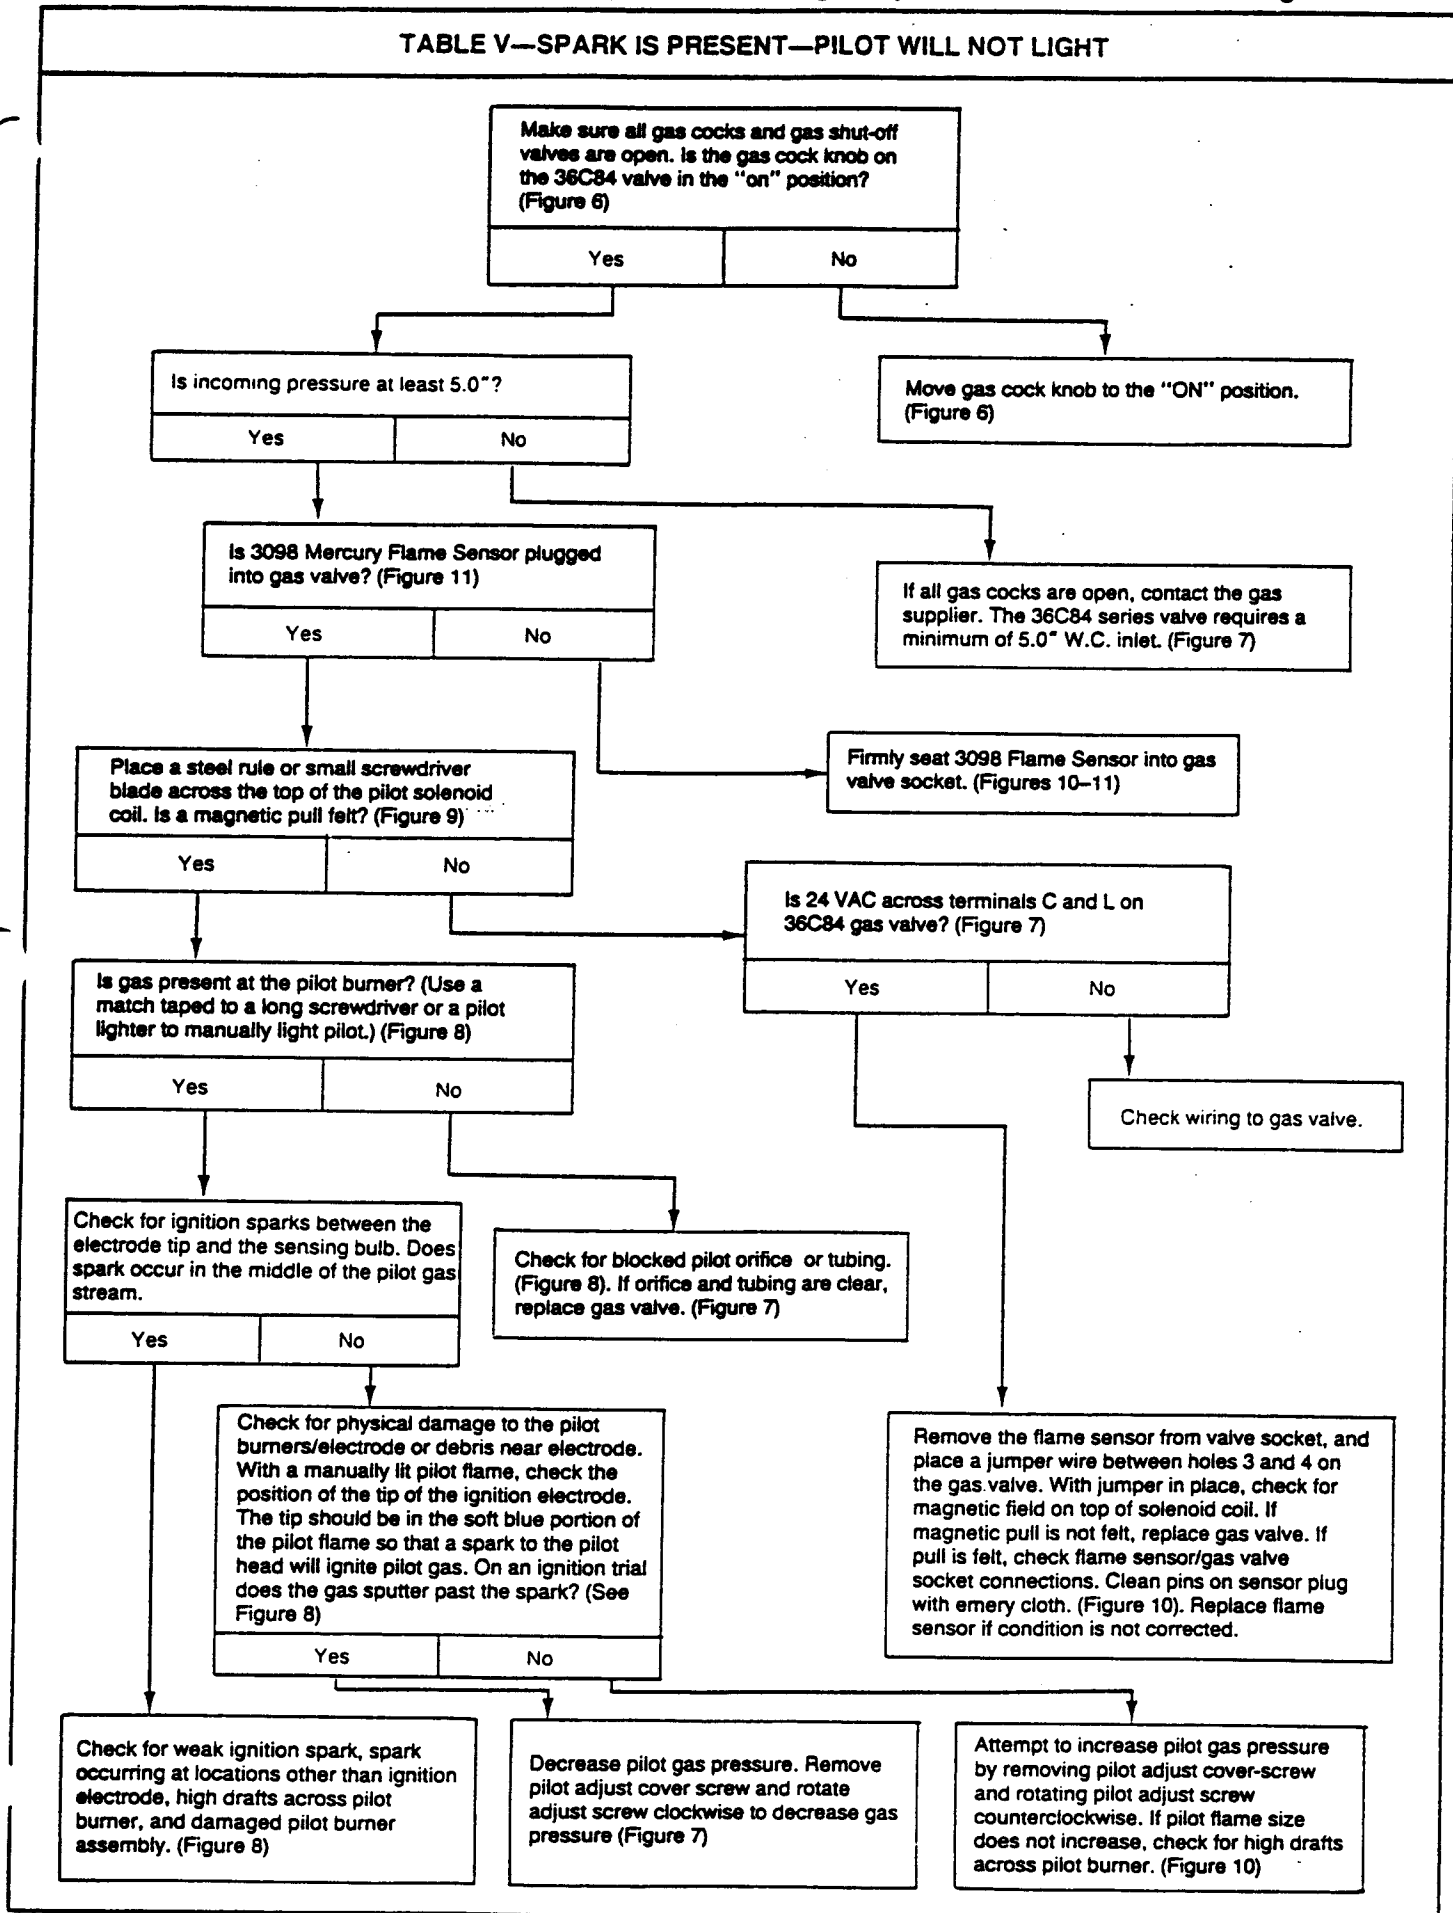 TABLE V—SPARK IS PRESENT—PILOT WILL NOT LIGHT
Make sure all gas cocks and gas shut-off
valves are open. Is the gas cock knob on
the 36C84 valve in the "on" position?
(Figure 6)
Yes
No
Is incoming pressure at least 5.0"?
Yes
No
Move gas cock knob to the "ON" position.
(Figure 6)
Is 3098 Mercury Flame Sensor plugged
into gas valve? (Figure 11)
Yes
No
If all gas cocks are open, contact the gas
supplier. The 36C84 series valve requires a
minimum of 5.0" W.C. inlet. (Figure 7)
Place a steel rule or small screwdriver
blade across the top of the pilot solenoid
coil. Is a magnetic pull felt? (Figure 9)
Yes
No
Firmly seat 3098 Flame Sensor into gas
valve socket. (Figures 10–11)
Is 24 VAC across terminals C and L on
36C84 gas valve? (Figure 7)
Yes
No
Is gas present at the pilot burner? (Use a
match taped to a long screwdriver or a pilot
lighter to manually light pilot.) (Figure 8)
Yes
No
Check wiring to gas valve.
Check for ignition sparks between the
electrode tip and the sensing bulb. Does
spark occur in the middle of the pilot gas
stream.
Yes
No
Check for blocked pilot orifice or tubing.
(Figure 8). If orifice and tubing are clear,
replace gas valve. (Figure 7)
Check for physical damage to the pilot
burners/electrode or debris near electrode.
With a manually lit pilot flame, check the
position of the tip of the ignition electrode.
The tip should be in the soft blue portion of
the pilot flame so that a spark to the pilot
head will ignite pilot gas. On an ignition trial
does the gas sputter past the spark? (See
Figure 8)
Yes
No
Remove the flame sensor from valve socket, and
place a jumper wire between holes 3 and 4 on
the gas valve. With jumper in place, check for
magnetic field on top of solenoid coil. If
magnetic pull is not felt, replace gas valve. If
pull is felt, check flame sensor/gas valve
socket connections. Clean pins on sensor plug
with emery cloth. (Figure 10). Replace flame
sensor if condition is not corrected.
Check for weak ignition spark, spark
occurring at locations other than ignition
electrode, high drafts across pilot
burner, and damaged pilot burner
assembly. (Figure 8)
Decrease pilot gas pressure. Remove
pilot adjust cover screw and rotate
adjust screw clockwise to decrease gas
pressure (Figure 7)
Attempt to increase pilot gas pressure
by removing pilot adjust cover-screw
and rotating pilot adjust screw
counterclockwise. If pilot flame size
does not increase, check for high drafts
across pilot burner. (Figure 10)